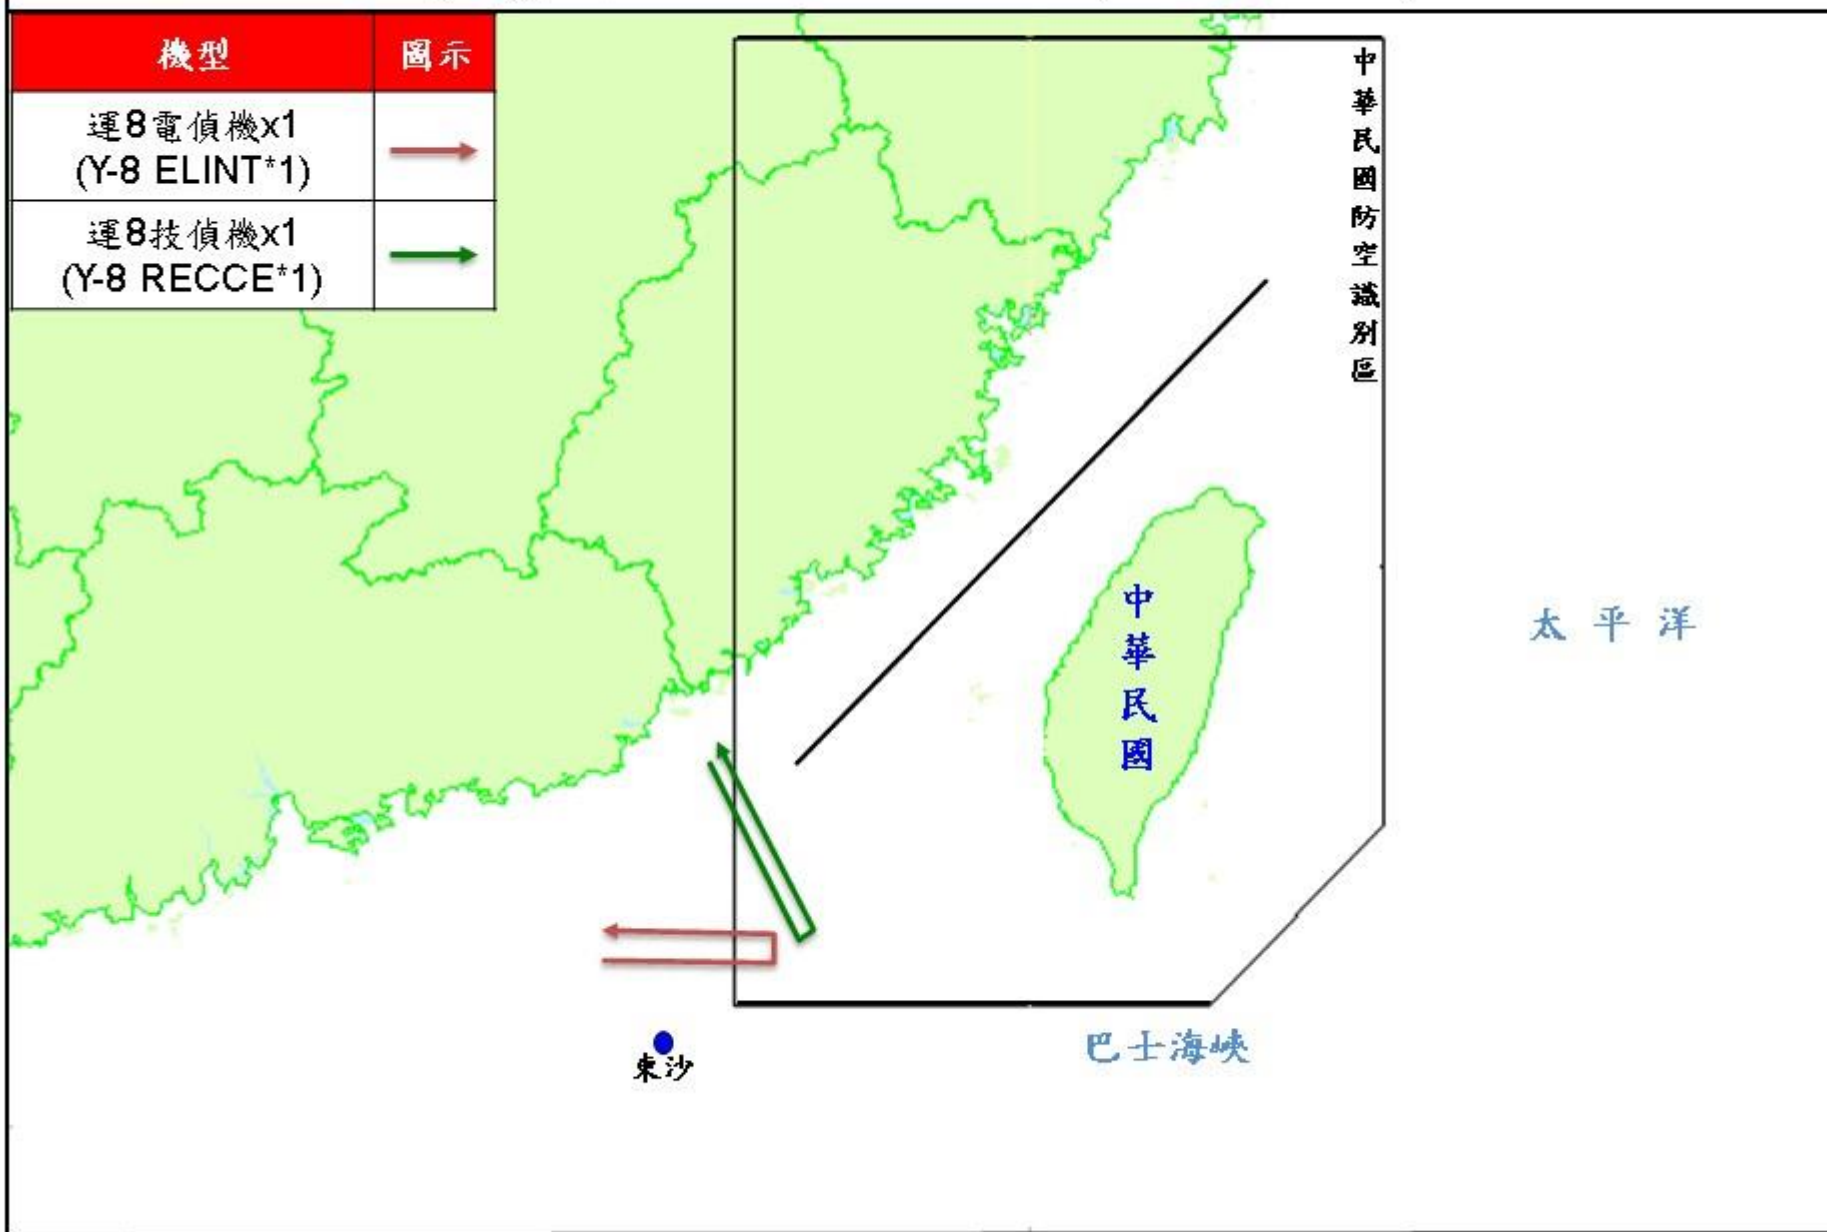 機型
圖示
運8電偵機x1
(Y-8 ELINT*1)
運8技偵機x1
(Y-8 RECCE*1)
中華民國防空識別區
中華民國
太平洋
巴士海峽
東沙